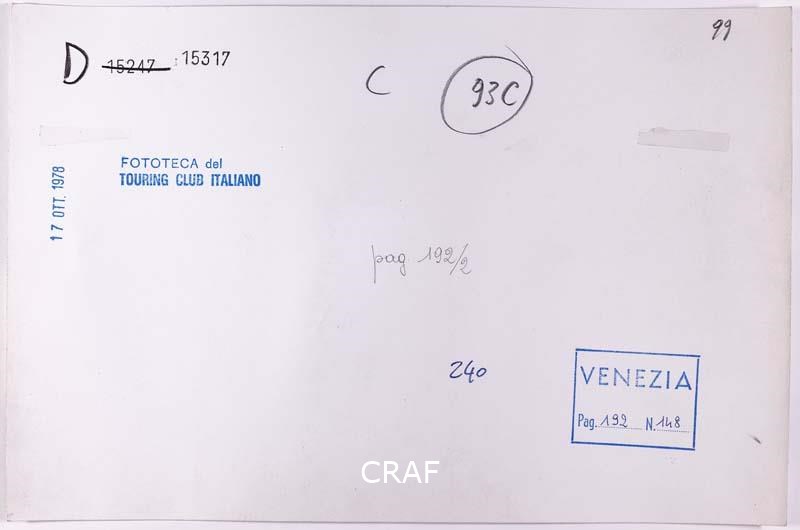 99
D 15247 : 15317
C 93C
17 OTT. 1978
FOTOTECA del
TOURING CLUB ITALIANO
pag. 192/2
240
VENEZIA
Pag. 192 N. 148
CRAF